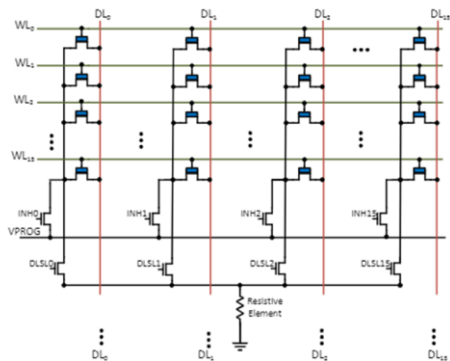 DL₀ DL₁ DL₂ DL₁₅
WL₀
WL₁
WL₂
WL₁₅
INH0 INH1 INH2 INH15
VPROG
DLSL0 DLSL1 DLSL2 DLSL15
Resistive
Element
DL₀ DL₁ DL₂ DL₁₅